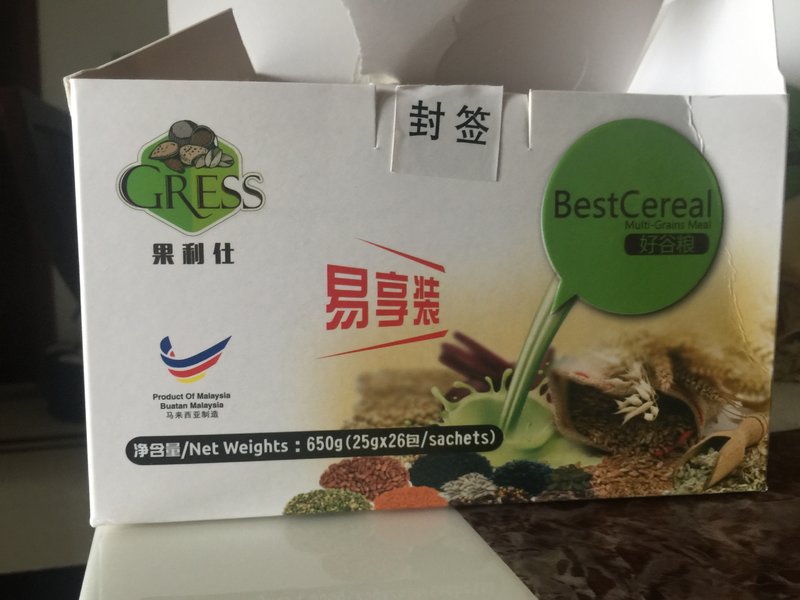 封签
GRESS
果利仕
BestCereal
Multi-Grains Meal
好谷粮
易享装
Product Of Malaysia
Buatan Malaysia
马来西亚制造
净含量/Net Weights：650g(25gx26包/sachets)